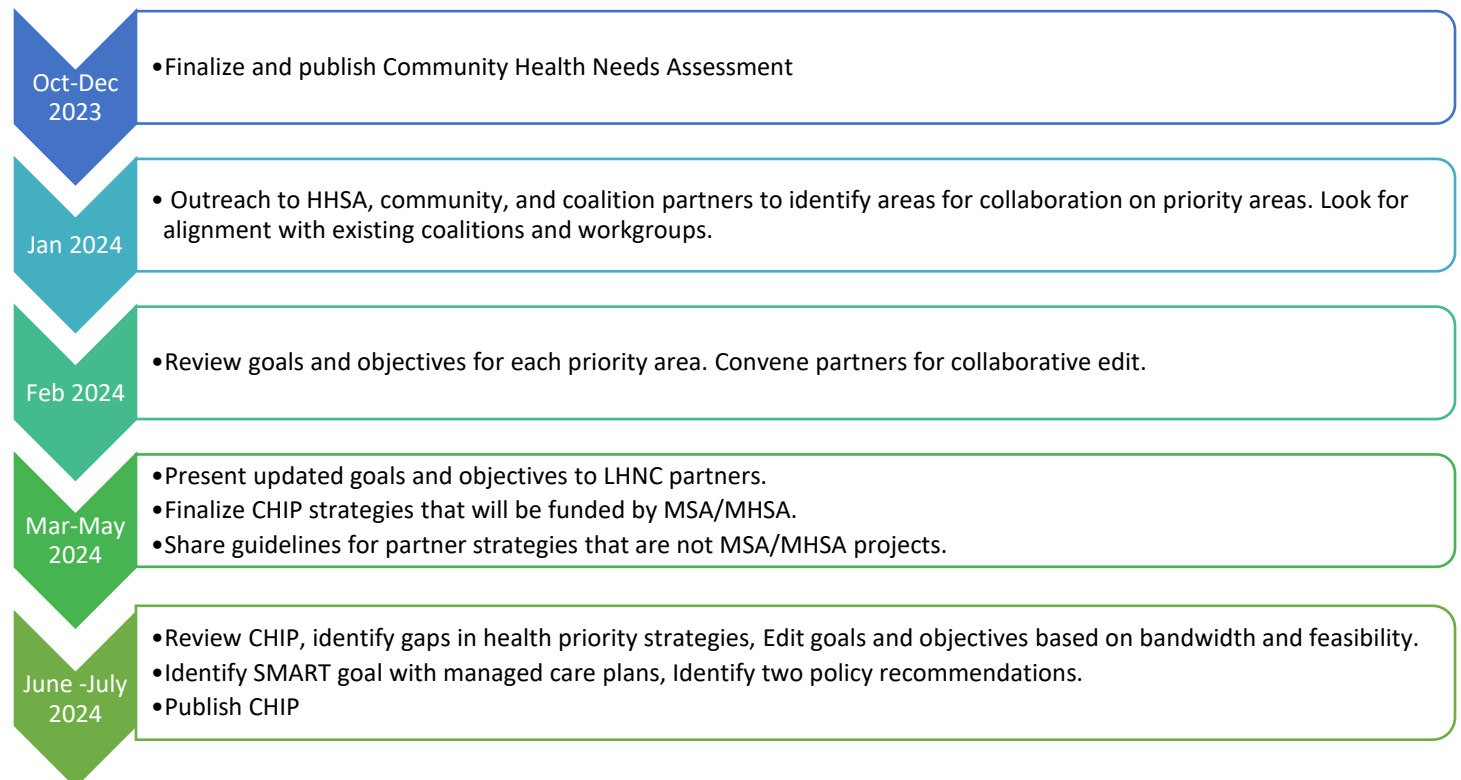 Oct-Dec
2023
•Finalize and publish Community Health Needs Assessment
Jan 2024
• Outreach to HHSA, community, and coalition partners to identify areas for collaboration on priority areas. Look for
alignment with existing coalitions and workgroups.
Feb 2024
•Review goals and objectives for each priority area. Convene partners for collaborative edit.
Mar-May
2024
•Present updated goals and objectives to LHNC partners.
•Finalize CHIP strategies that will be funded by MSA/MHSA.
•Share guidelines for partner strategies that are not MSA/MHSA projects.
June -July
2024
•Review CHIP, identify gaps in health priority strategies, Edit goals and objectives based on bandwidth and feasibility.
•Identify SMART goal with managed care plans, Identify two policy recommendations.
•Publish CHIP